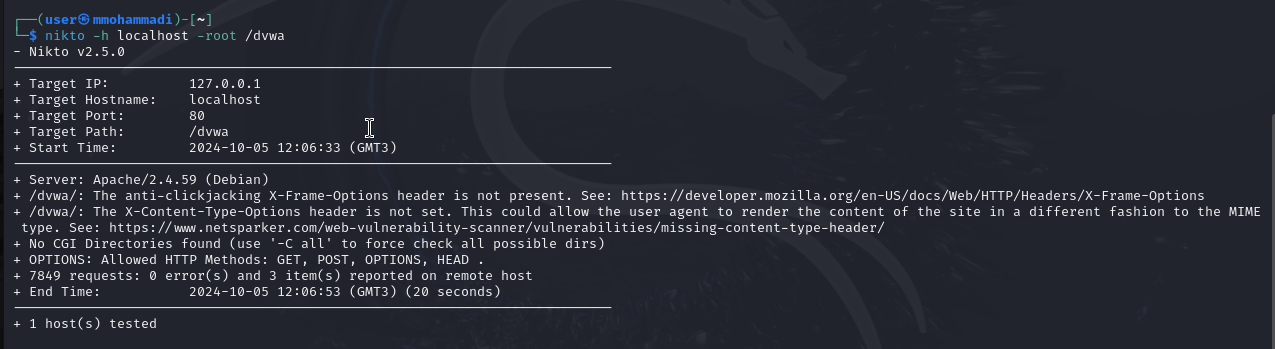 ┌──(user㉿mmohammadi)-[~]
└─$ nikto -h localhost -root /dvwa
- Nikto v2.5.0
---------------------------------------------------------------------------
+ Target IP:          127.0.0.1
+ Target Hostname:    localhost
+ Target Port:        80
+ Target Path:        /dvwa
+ Start Time:         2024-10-05 12:06:33 (GMT3)
---------------------------------------------------------------------------
+ Server: Apache/2.4.59 (Debian)
+ /dvwa/: The anti-clickjacking X-Frame-Options header is not present. See: https://developer.mozilla.org/en-US/docs/Web/HTTP/Headers/X-Frame-Options
+ /dvwa/: The X-Content-Type-Options header is not set. This could allow the user agent to render the content of the site in a different fashion to the MIME
 type. See: https://www.netsparker.com/web-vulnerability-scanner/vulnerabilities/missing-content-type-header/
+ No CGI Directories found (use '-C all' to force check all possible dirs)
+ OPTIONS: Allowed HTTP Methods: GET, POST, OPTIONS, HEAD .
+ 7849 requests: 0 error(s) and 3 item(s) reported on remote host
+ End Time:           2024-10-05 12:06:53 (GMT3) (20 seconds)
---------------------------------------------------------------------------
+ 1 host(s) tested